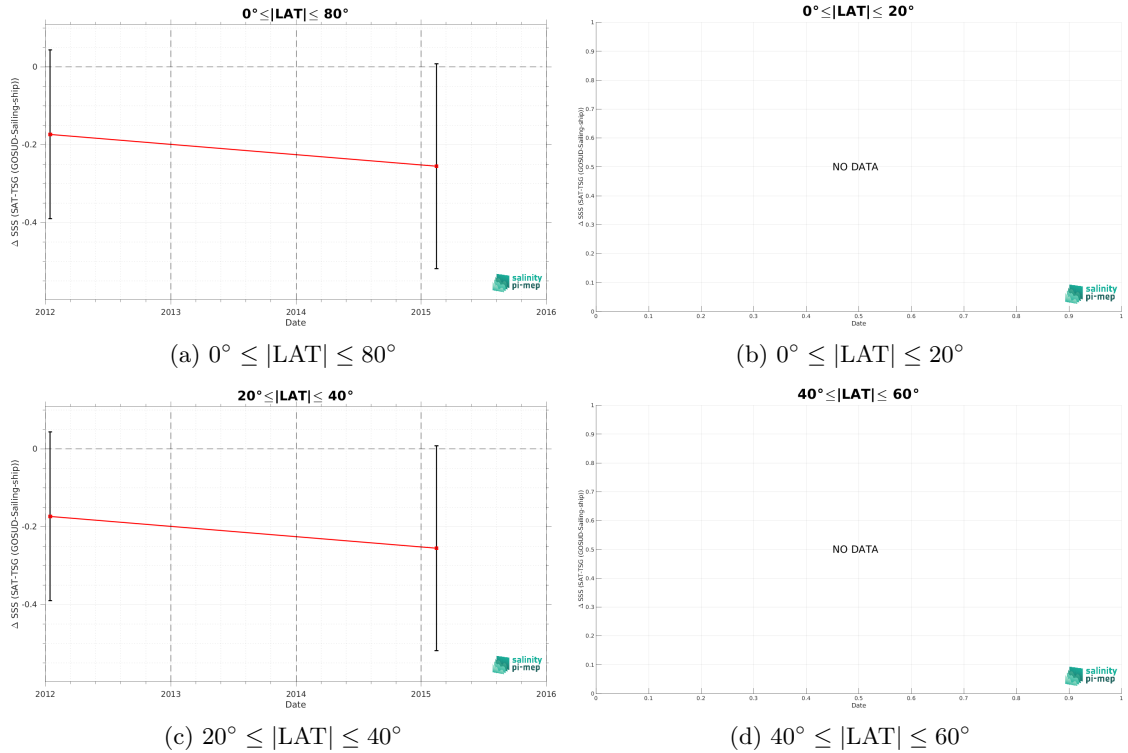 0°≤|LAT|≤ 80°
Δ SSS (SAT-TSG (GOSUD-Sailing-ship))
0
-0.2
-0.4
2012 2013 2014 2015 2016
Date
salinity
pi-mep
(a) 0° ≤ |LAT| ≤ 80°
0°≤|LAT|≤ 20°
Δ SSS (SAT-TSG (GOSUD-Sailing-ship))
1
0.9
0.8
0.7
0.6
0.5
0.4
0.3
0.2
0.1
0
NO DATA
0 0.1 0.2 0.3 0.4 0.5 0.6 0.7 0.8 0.9 1
Date
salinity
pi-mep
(b) 0° ≤ |LAT| ≤ 20°
20°≤|LAT|≤ 40°
Δ SSS (SAT-TSG (GOSUD-Sailing-ship))
0
-0.2
-0.4
2012 2013 2014 2015 2016
Date
salinity
pi-mep
(c) 20° ≤ |LAT| ≤ 40°
40°≤|LAT|≤ 60°
Δ SSS (SAT-TSG (GOSUD-Sailing-ship))
1
0.9
0.8
0.7
0.6
0.5
0.4
0.3
0.2
0.1
0
NO DATA
0 0.1 0.2 0.3 0.4 0.5 0.6 0.7 0.8 0.9 1
Date
salinity
pi-mep
(d) 40° ≤ |LAT| ≤ 60°